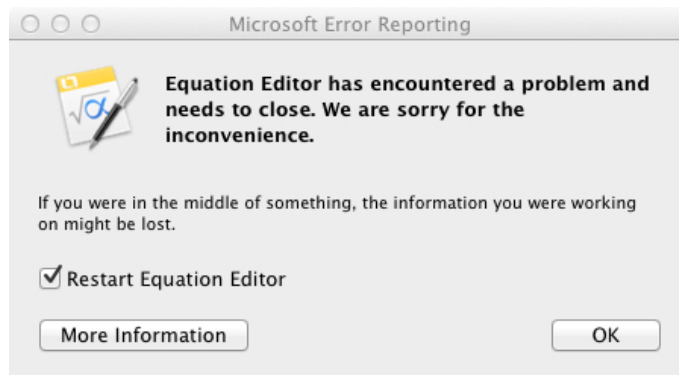 Microsoft Error Reporting
Equation Editor has encountered a problem and
needs to close. We are sorry for the
inconvenience.
If you were in the middle of something, the information you were working
on might be lost.
Restart Equation Editor
More Information
OK